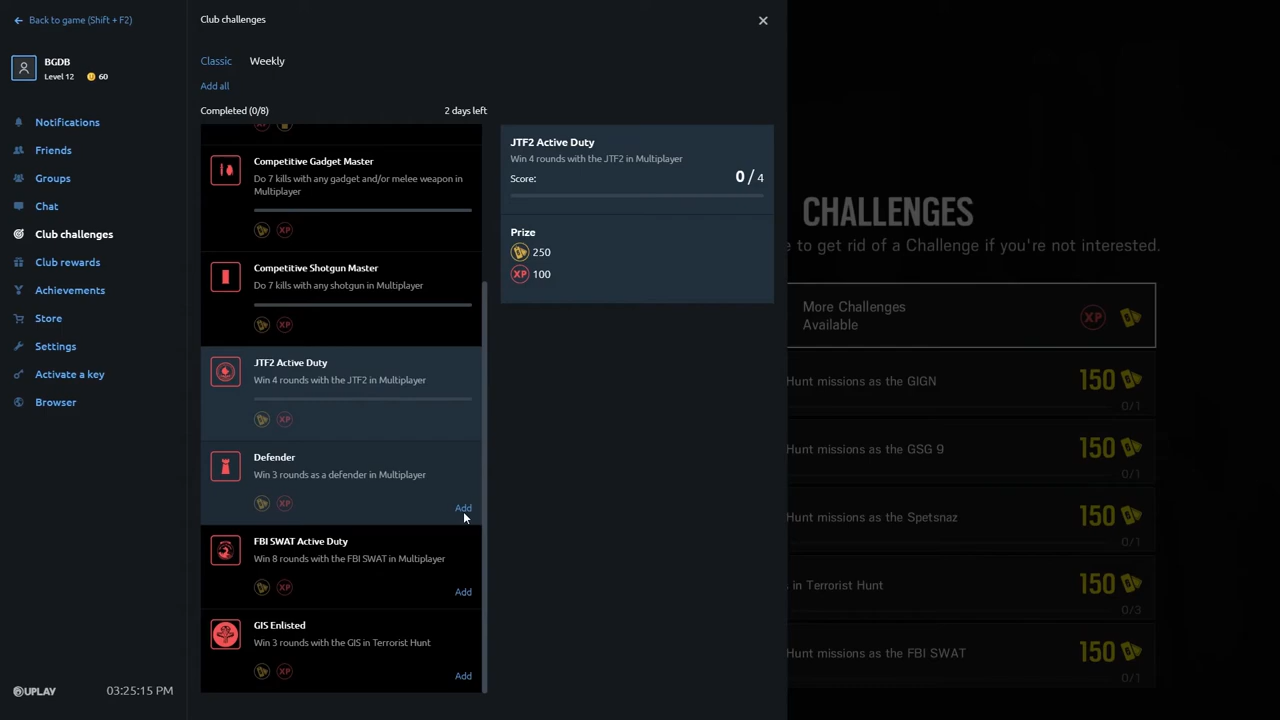 Back to game (Shift + F2)
BGDB
Level 12 60
Notifications
Friends
Groups
Chat
Club challenges
Club rewards
Achievements
Store
Settings
Activate a key
Browser
UPLAY
03:25:15 PM
Club challenges
Classic Weekly
Add all
Completed (0/8) 2 days left
Competitive Gadget Master
Do 7 kills with any gadget and/or melee weapon in
Multiplayer
XP
Competitive Shotgun Master
Do 7 kills with any shotgun in Multiplayer
XP
JTF2 Active Duty
Win 4 rounds with the JTF2 in Multiplayer
XP
Defender
Win 3 rounds as a defender in Multiplayer
XP
Add
FBI SWAT Active Duty
Win 8 rounds with the FBI SWAT in Multiplayer
XP
Add
GIS Enlisted
Win 3 rounds with the GIS in Terrorist Hunt
XP
Add
JTF2 Active Duty
Win 4 rounds with the JTF2 in Multiplayer
Score: 0 / 4
Prize
250
XP 100
CHALLENGES
e to get rid of a Challenge if you're not interested.
More Challenges
Available
XP
Hunt missions as the GIGN 150
0/1
Hunt missions as the GSG 9 150
0/1
Hunt missions as the Spetsnaz 150
0/1
s in Terrorist Hunt 150
0/3
Hunt missions as the FBI SWAT 150
0/1